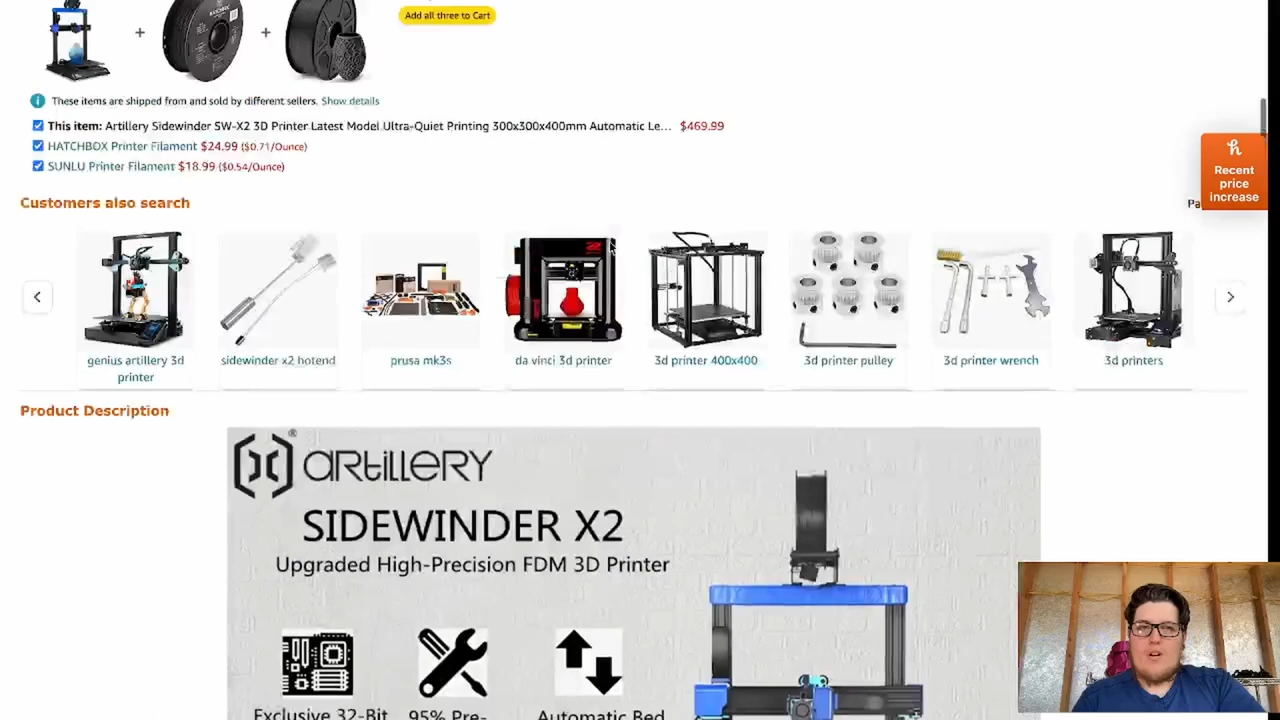 Add all three to Cart
These items are shipped from and sold by different sellers. Show details
This item: Artillery Sidewinder SW-X2 3D Printer Latest Model Ultra-Quiet Printing 300x300x400mm Automatic Le... $469.99
HATCHBOX Printer Filament $24.99 ($0.71/Ounce)
SUNLU Printer Filament $18.99 ($0.54/Ounce)
Recent
price
increase
Customers also search
genius artillery 3d
printer
sidewinder x2 hotend
prusa mk3s
da vinci 3d printer
3d printer 400x400
3d printer pulley
3d printer wrench
3d printers
Product Description
ARTILLERY
SIDEWINDER X2
Upgraded High-Precision FDM 3D Printer
Exclusive 32-Bit
95% Pre-
Automatic Bed